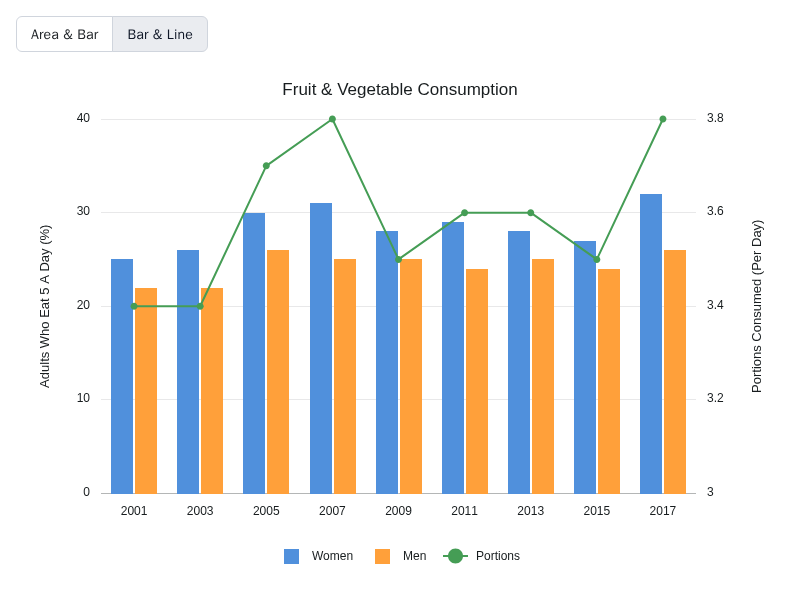 Area & Bar
Bar & Line
Fruit & Vegetable Consumption
40
30
20
10
0
Adults Who Eat 5 A Day (%)
3.8
3.6
3.4
3.2
3
Portions Consumed (Per Day)
2001 2003 2005 2007 2009 2011 2013 2015 2017
Women Men Portions